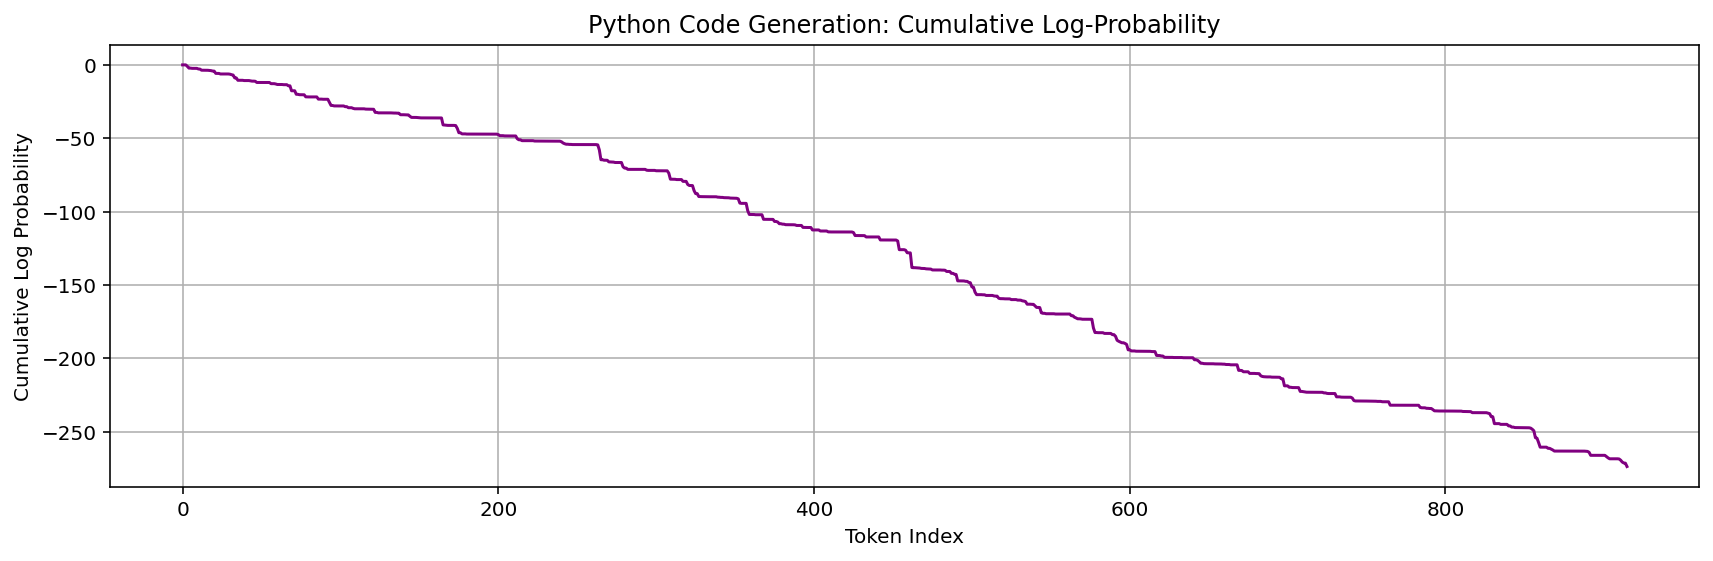 Python Code Generation: Cumulative Log-Probability
Cumulative Log Probability
0
−50
−100
−150
−200
−250
0 200 400 600 800
Token Index